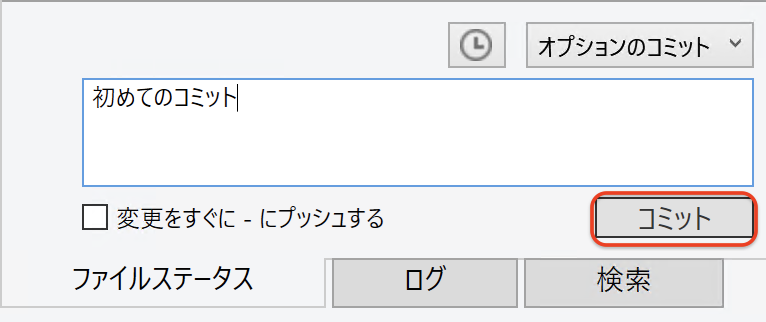 オプションのコミット
初めてのコミット
変更をすぐに - にプッシュする
コミット
ファイルステータス
ログ
検索